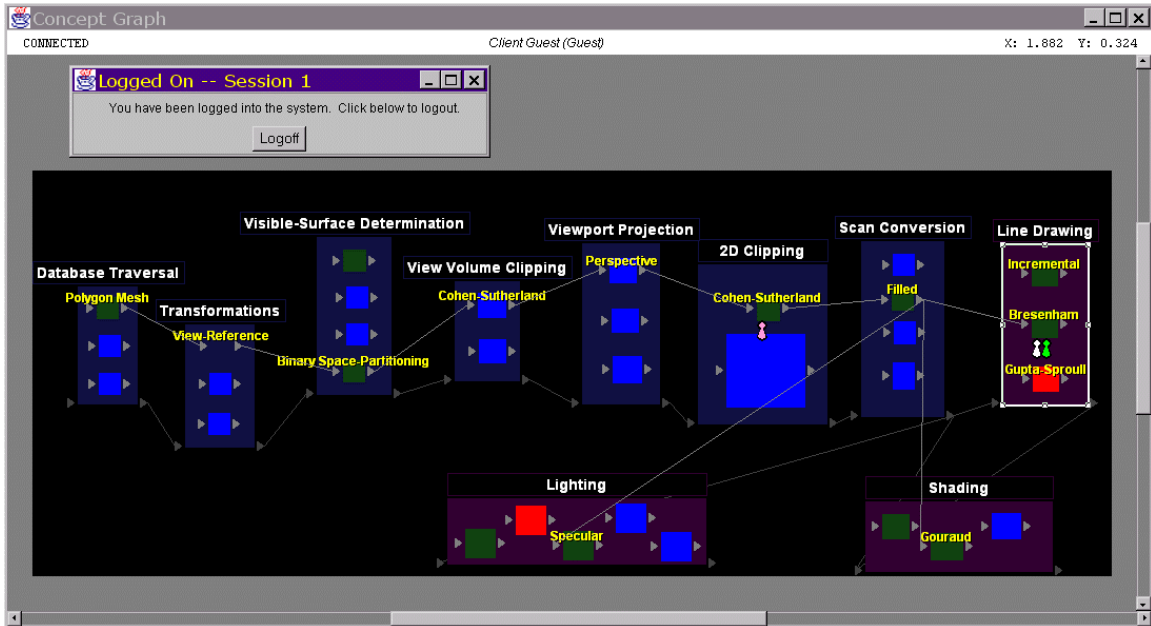 Concept Graph
CONNECTED
Client Guest (Guest)
X: 1.882 Y: 0.324
Logged On -- Session 1
You have been logged into the system. Click below to logout.
Logoff
Visible-Surface Determination
Viewport Projection
Scan Conversion
Line Drawing
2D Clipping
Database Traversal
View Volume Clipping
Perspective
Incremental
Polygon Mesh
Transformations
Cohen-Sutherland
Cohen-Sutherland
Filled
Bresenham
View-Reference
Binary Space-Partitioning
Gupta-Sproull
Lighting
Shading
Specular
Gouraud